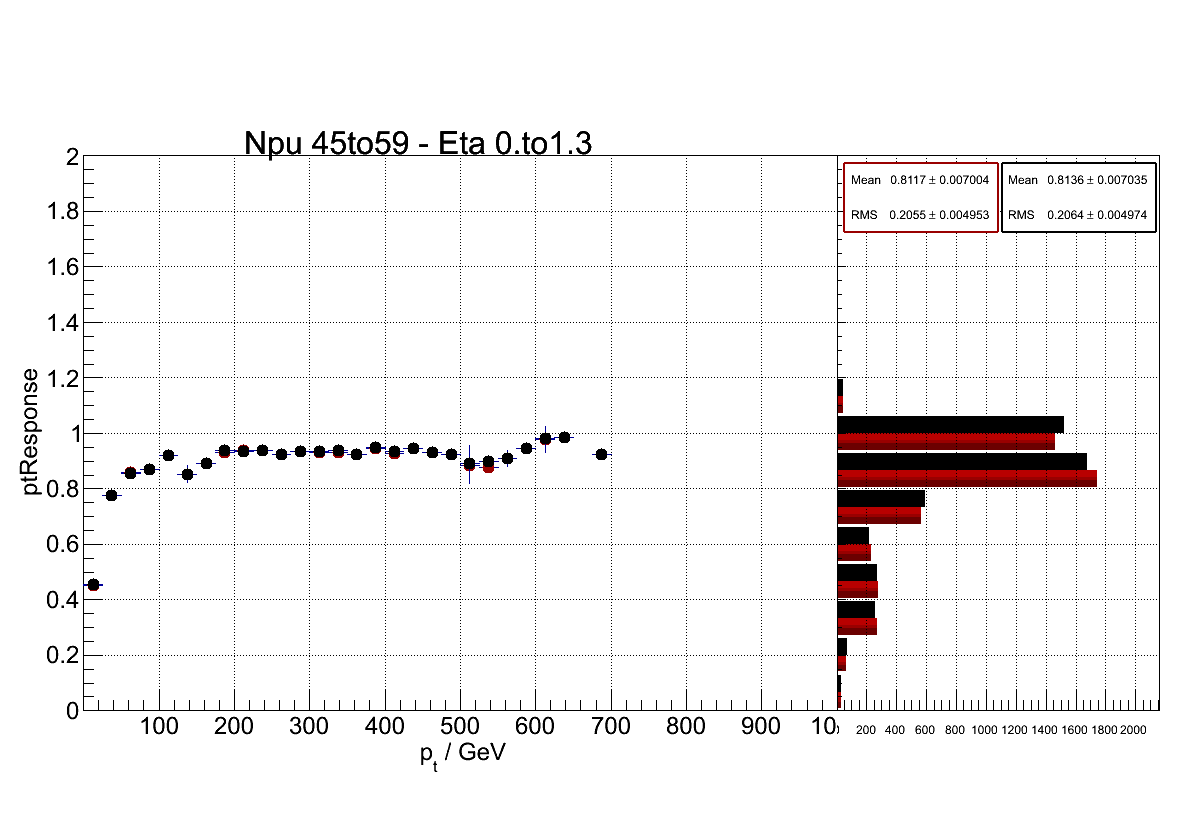 Npu 45to59 - Eta 0.to1.3
2
1.8
1.6
1.4
1.2
1
0.8
0.6
0.4
0.2
0
ptResponse
100 200 300 400 500 600 700 800 900 10
p_t / GeV
Mean 0.8117 ± 0.007004
RMS 0.2055 ± 0.004953
Mean 0.8136 ± 0.007035
RMS 0.2064 ± 0.004974
200 400 600 800 1000 1200 1400 1600 1800 2000